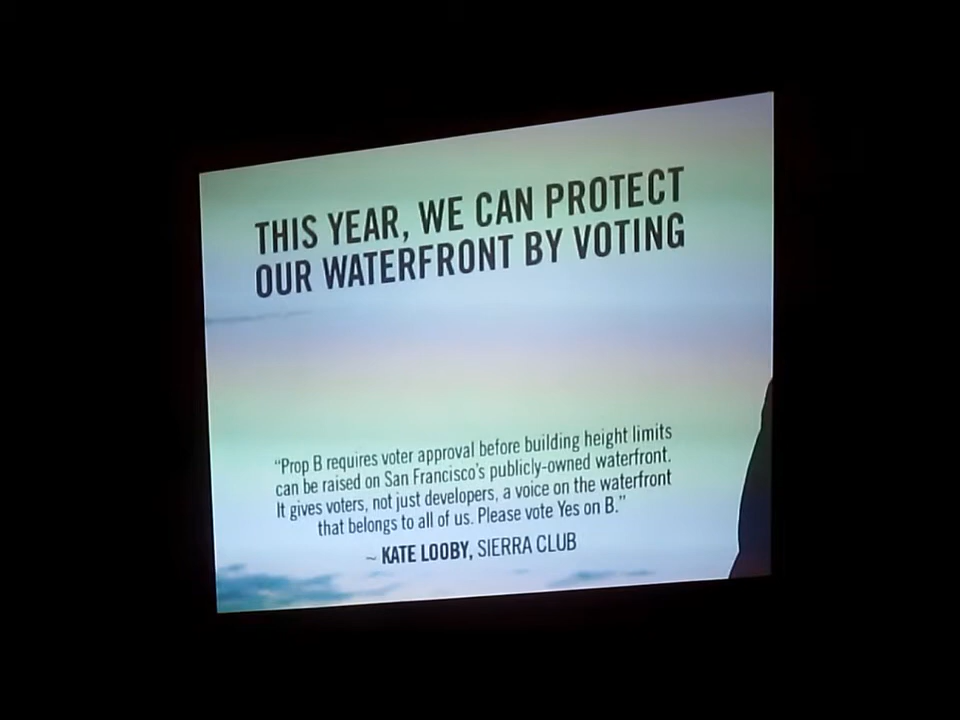 THIS YEAR, WE CAN PROTECT
OUR WATERFRONT BY VOTING
“Prop B requires voter approval before building height limits
can be raised on San Francisco’s publicly-owned waterfront.
It gives voters, not just developers, a voice on the waterfront
that belongs to all of us. Please vote Yes on B.”
~ KATE LOOBY, SIERRA CLUB